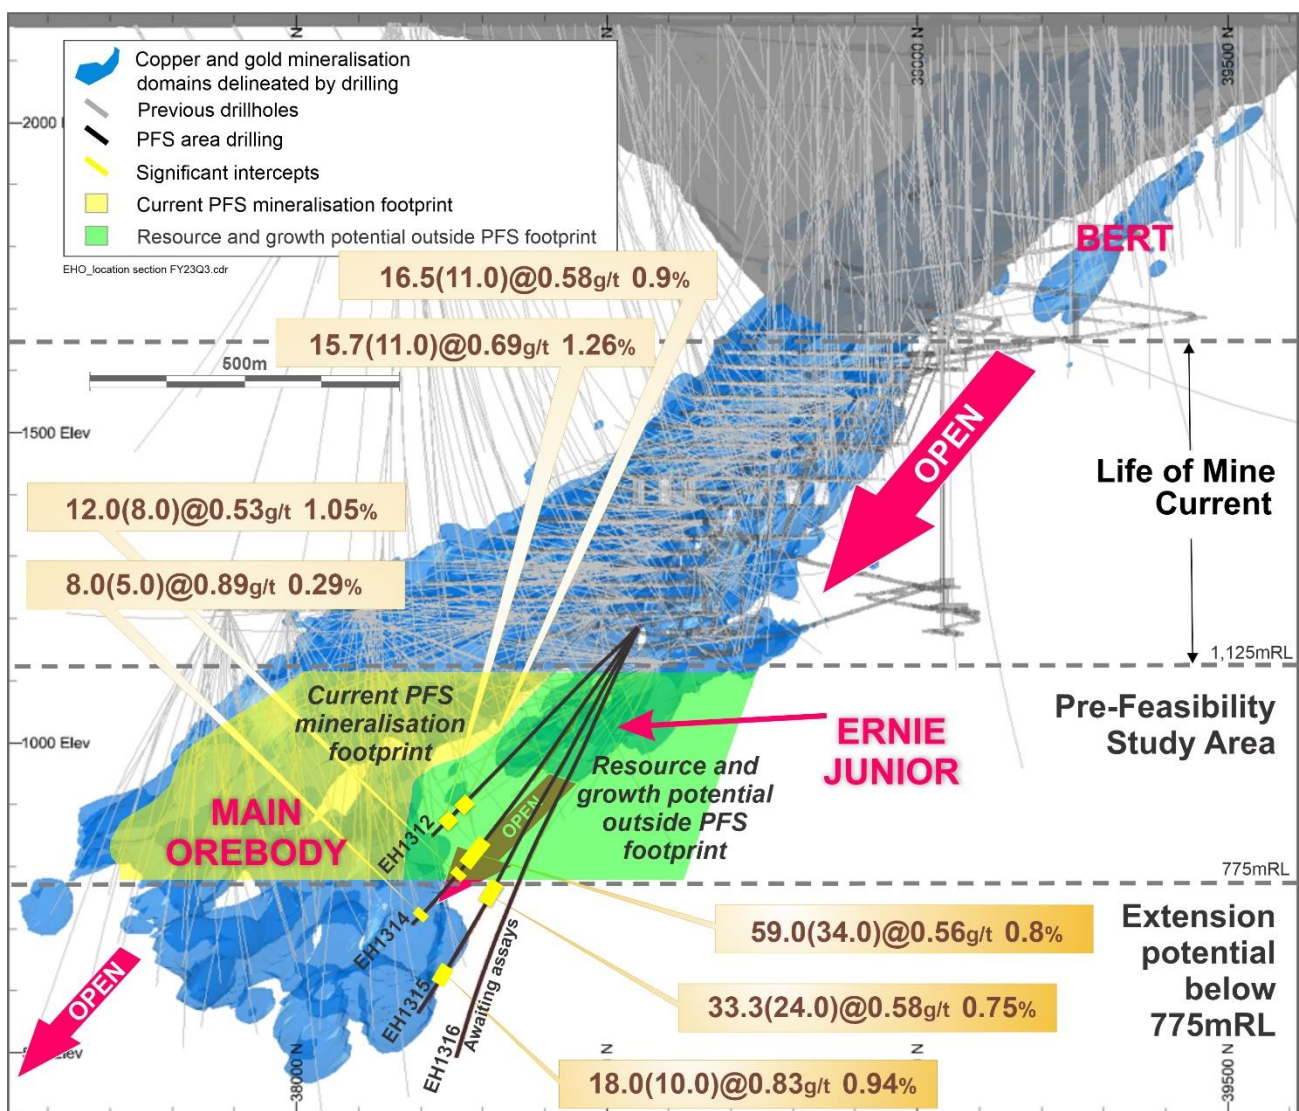 Copper and gold mineralisation
domains delineated by drilling
Previous drillholes
PFS area drilling
Significant intercepts
Current PFS mineralisation footprint
Resource and growth potential outside PFS footprint
EHO_location section FY23Q3.cdr
N
N
39000 N
39500 N
2000
BERT
16.5(11.0)@0.58g/t 0.9%
15.7(11.0)@0.69g/t 1.26%
500m
1500 Elev
OPEN
Life of Mine
Current
12.0(8.0)@0.53g/t 1.05%
8.0(5.0)@0.89g/t 0.29%
1,125mRL
Current PFS
mineralisation
footprint
Pre-Feasibility
Study Area
1000 Elev
ERNIE
JUNIOR
Resource and
growth potential
outside PFS
footprint
MAIN
OREBODY
OPEN
EH1312
775mRL
EH1314
59.0(34.0)@0.56g/t 0.8%
Extension
potential
below
775mRL
OPEN
EH1315
EH1316
Awaiting assays
33.3(24.0)@0.58g/t 0.75%
18.0(10.0)@0.83g/t 0.94%
38000 N
N
N
39500 N